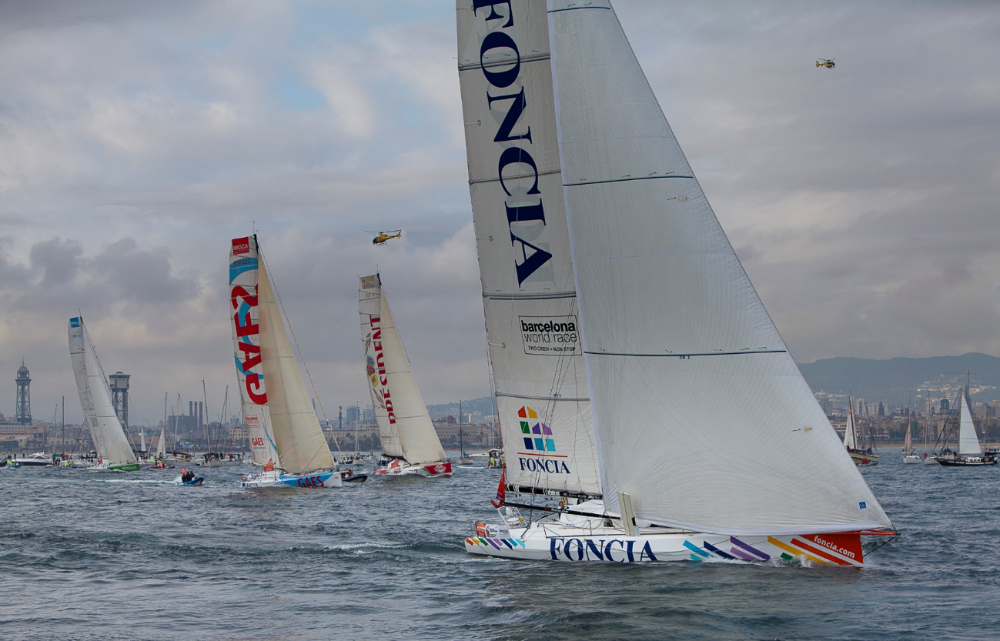 FONCIA
barcelona
world race
TWO CREW • NON STOP
FONCIA
FONCIA
foncia.com
IMOCA
GAES
GAES
GAES
PRESIDENT